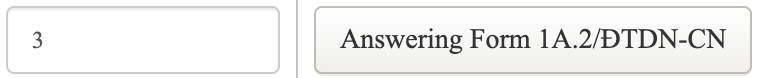 3
Answering Form 1A.2/ĐTDN-CN